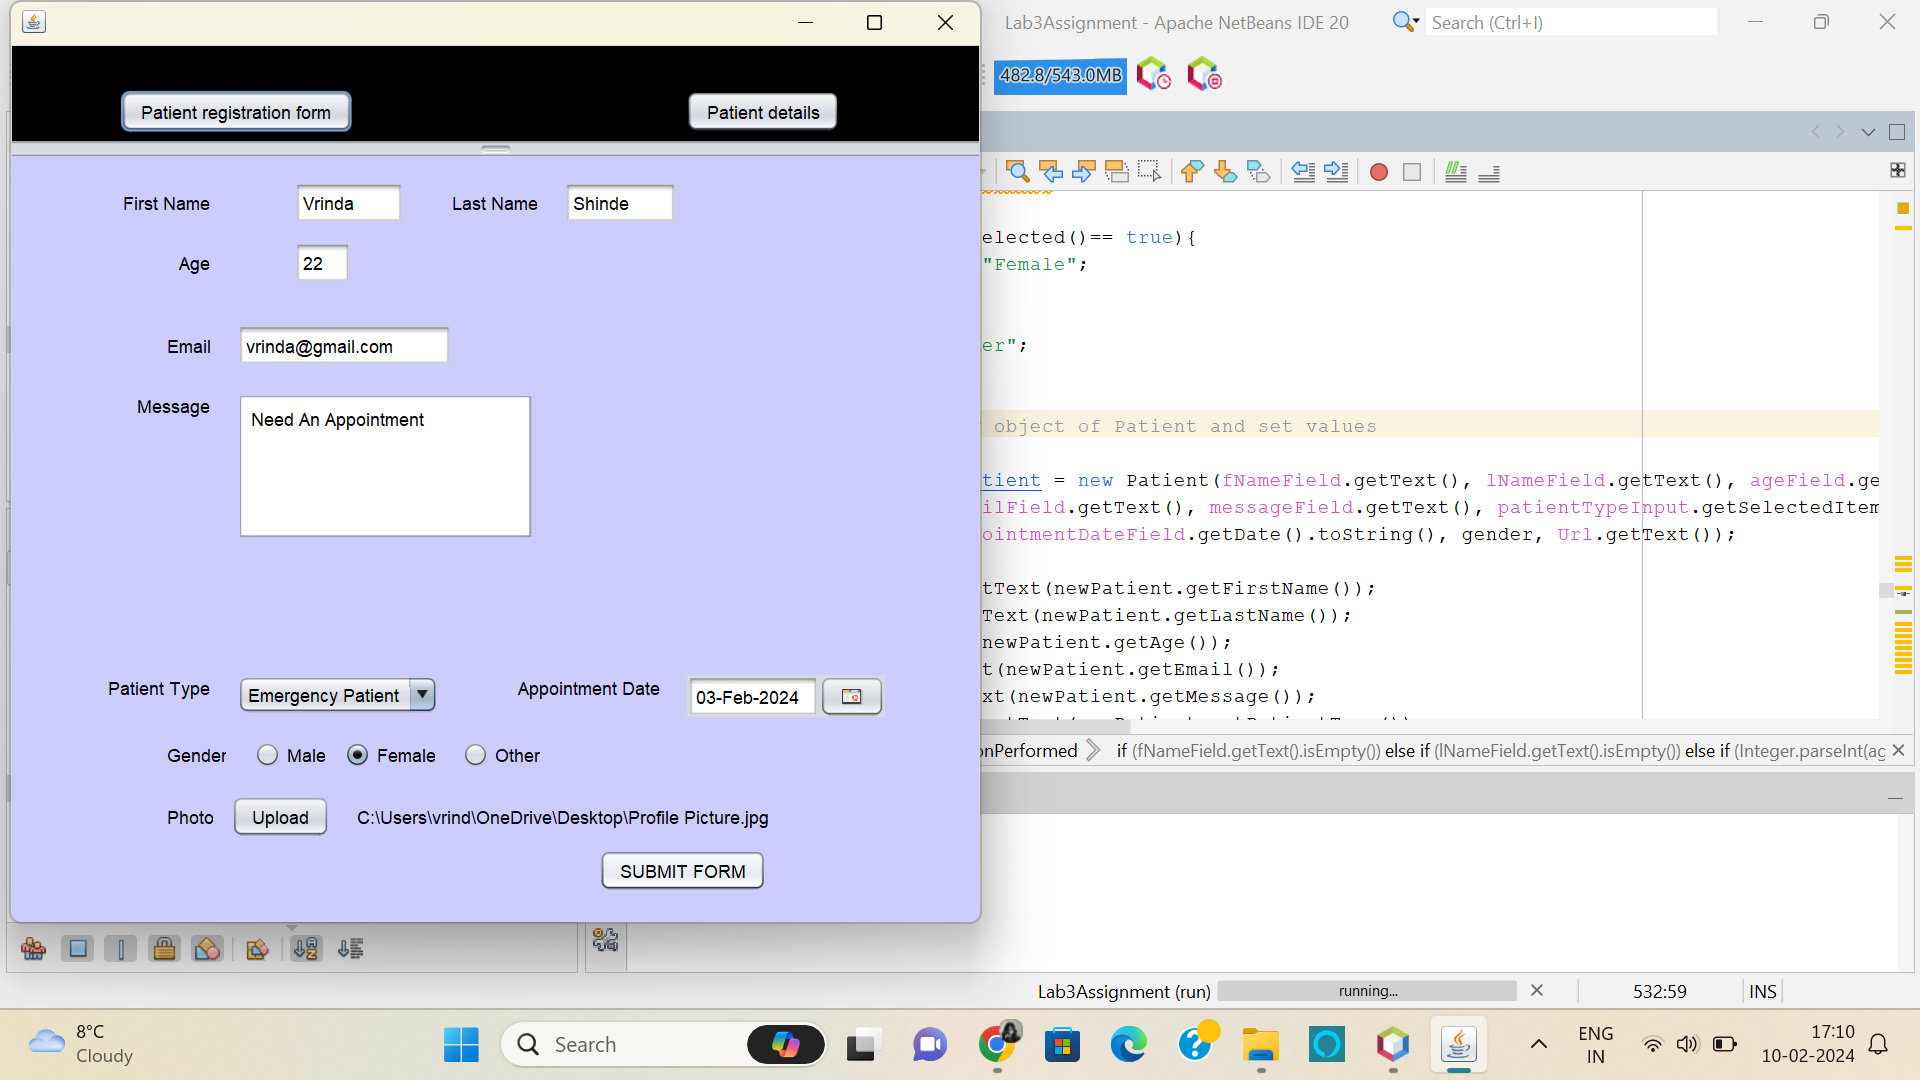 Lab3Assignment - Apache NetBeans IDE 20
Search (Ctrl+I)
482.8/543.0MB
Patient registration form
Patient details
First Name
Vrinda
Last Name
Shinde
Age
22
Email
vrinda@gmail.com
Message
Need An Appointment
Patient Type
Emergency Patient
Appointment Date
03-Feb-2024
Gender
Male
Female
Other
Photo
Upload
C:\Users\vrind\OneDrive\Desktop\Profile Picture.jpg
SUBMIT FORM
elected()== true){
"Female";
er";
object of Patient and set values
tient = new Patient(fNameField.getText(), lNameField.getText(), ageField.ge
ilField.getText(), messageField.getText(), patientTypeInput.getSelectedItem
ointmentDateField.getDate().toString(), gender, Url.getText());
tText(newPatient.getFirstName());
Text(newPatient.getLastName());
newPatient.getAge());
t(newPatient.getEmail());
xt(newPatient.getMessage());
onPerformed
if (fNameField.getText().isEmpty()) else if (lNameField.getText().isEmpty()) else if (Integer.parseInt(ag
Lab3Assignment (run)
running...
532:59
INS
8°C
Cloudy
Search
ENG
IN
17:10
10-02-2024